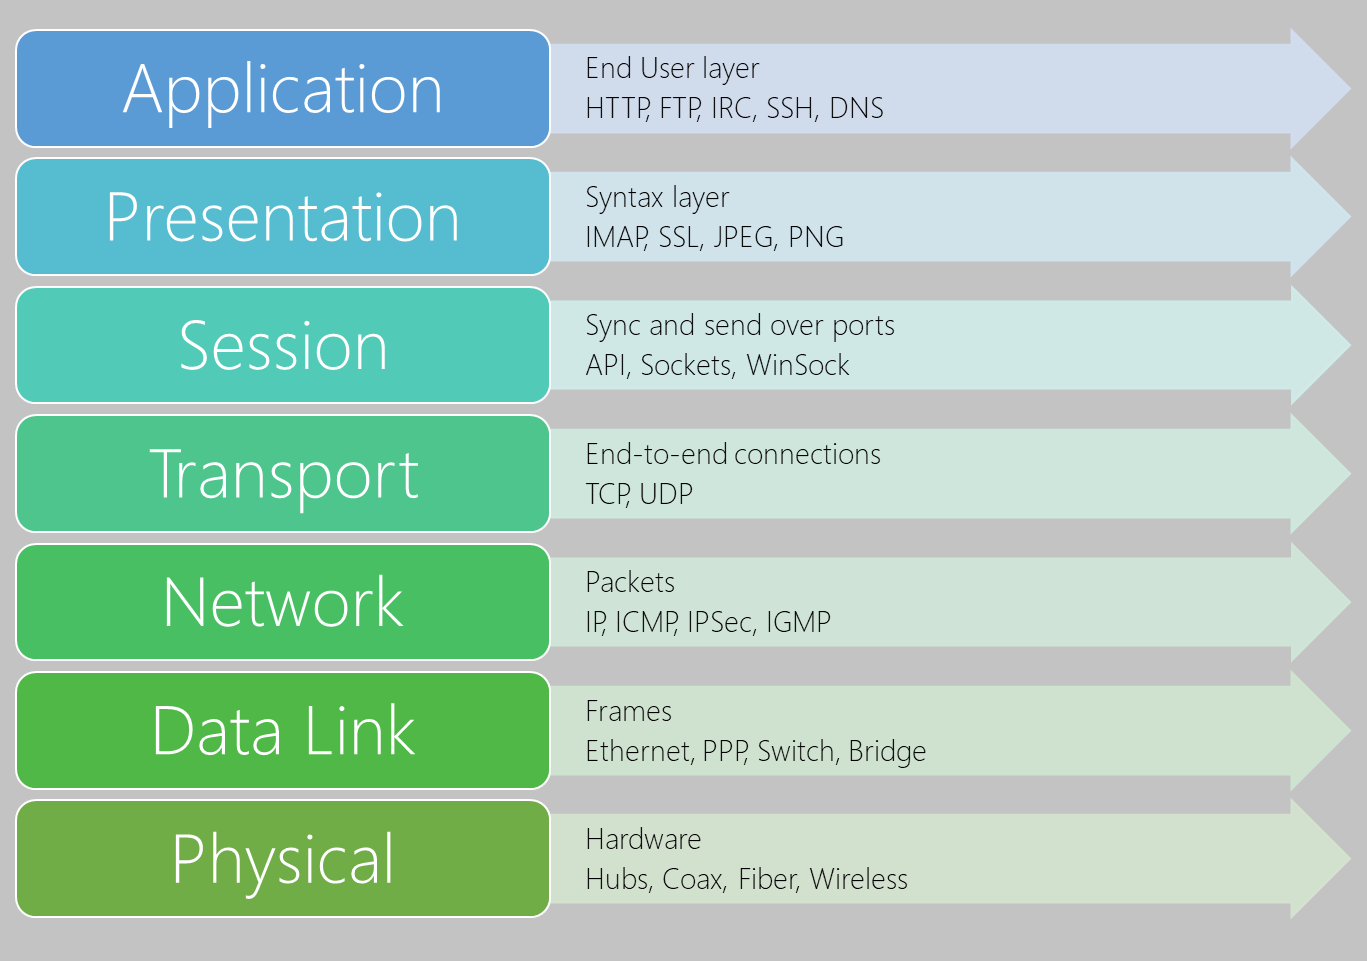 Application
End User layer
HTTP, FTP, IRC, SSH, DNS
Presentation
Syntax layer
IMAP, SSL, JPEG, PNG
Session
Sync and send over ports
API, Sockets, WinSock
Transport
End-to-end connections
TCP, UDP
Network
Packets
IP, ICMP, IPSec, IGMP
Data Link
Frames
Ethernet, PPP, Switch, Bridge
Physical
Hardware
Hubs, Coax, Fiber, Wireless